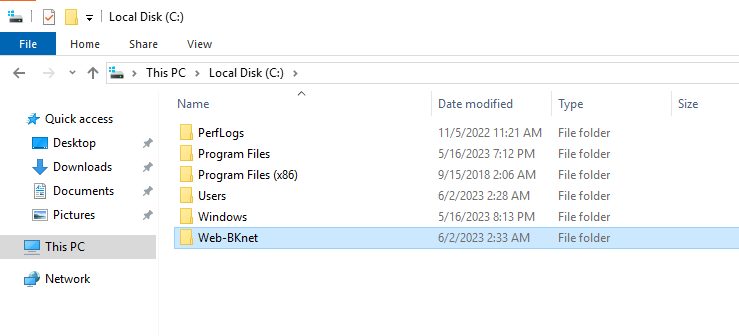 Local Disk (C:)
File Home Share View
This PC Local Disk (C:)
Name Date modified Type Size
Quick access
Desktop
Downloads
Documents
Pictures
This PC
Network
PerfLogs 11/5/2022 11:21 AM File folder
Program Files 5/16/2023 7:12 PM File folder
Program Files (x86) 9/15/2018 2:06 AM File folder
Users 6/2/2023 2:28 AM File folder
Windows 5/16/2023 8:13 PM File folder
Web-BKnet 6/2/2023 2:33 AM File folder